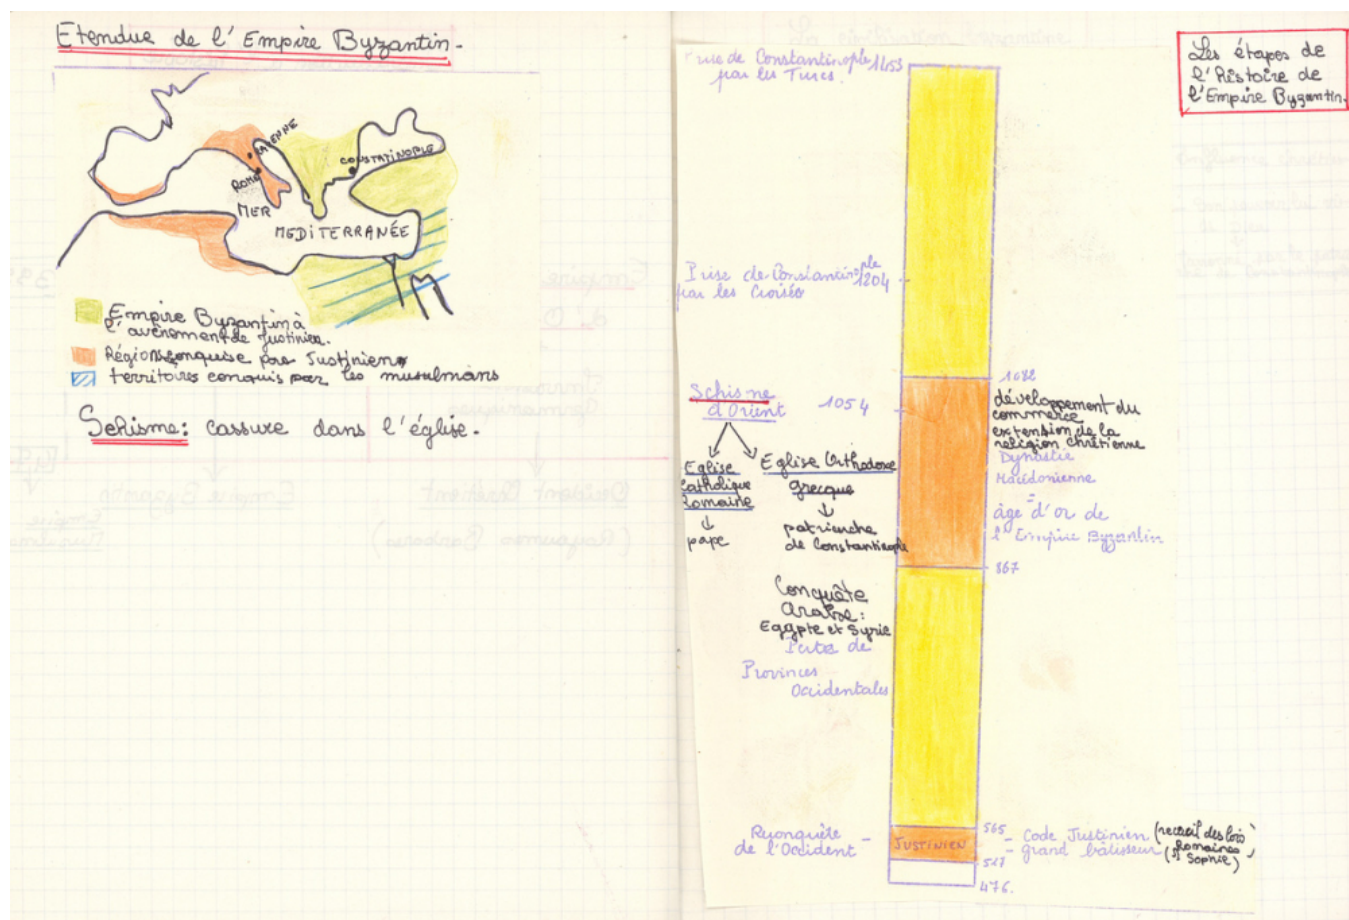 Etendue de l'Empire Byzantin.
RAVENNE
ROME
CONSTATINOPLE
MER
MEDITERRANÉE
Empire Byzantin à
l'avènement de Justinien.
Régions conquise par Justinien
territoires conquis par les musulmans
Schisme: cassure dans l'église.
Les étapes de
l'Histoire de
l'Empire Byzantin.
Prise de Constantinople 1453
par les Turcs.
Prise de Constantinople
1204
par les Croisés
Schisme
d'Orient
1054
Eglise
Catholique
Romaine
pape
Eglise Orthodoxe
grecque
patrienche
de Constantinople
développement du
commerce
extension de la
religion chrétienne
Dynastie
Macédonienne
=
âge d'or de
l'Empire Byzantin
867
Conquête
arabe:
Egypte et Syrie
Pertes de
Provinces
Occidentales
Reconquête –
de l'Occident
JUSTINIEN
565
– Code Justinien (recueil des lois
Romaines)
– grand bâtisseur (St Sophie)
527
476.